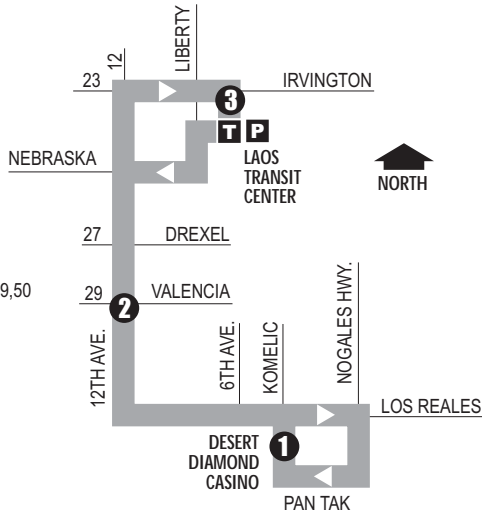 12
LIBERTY
23
IRVINGTON
3
T P
NEBRASKA
LAOS
TRANSIT
CENTER
NORTH
27
DREXEL
9,50
29
VALENCIA
2
12TH AVE.
6TH AVE.
KOMELIC
NOGALES HWY.
LOS REALES
DESERT
DIAMOND
CASINO
1
PAN TAK